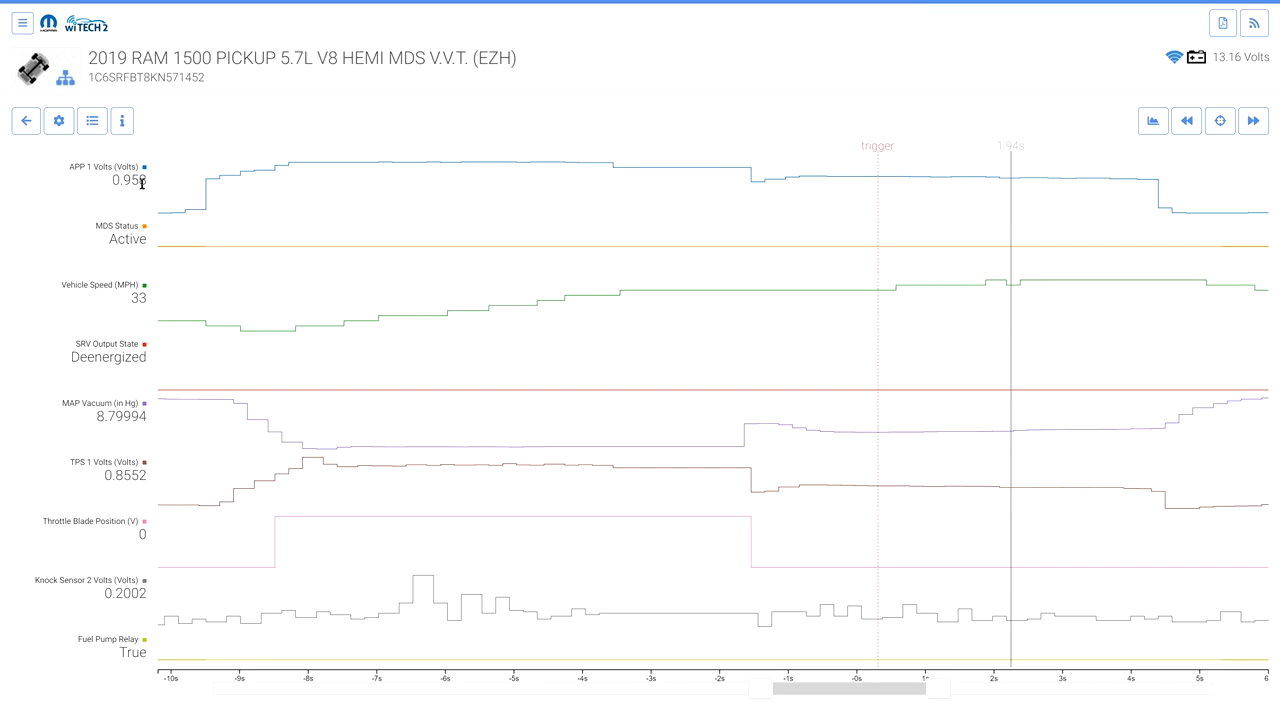 MOPAR
wiTECH 2
2019 RAM 1500 PICKUP 5.7L V8 HEMI MDS V.V.T. (EZH)
1C6SRFBT8KN571452
13.16 Volts
trigger
1.94s
APP 1 Volts (Volts)
0.958
MDS Status
Active
Vehicle Speed (MPH)
33
SRV Output State
Deenergized
MAP Vacuum (in Hg)
8.79994
TPS 1 Volts (Volts)
0.8552
Throttle Blade Position (V)
0
Knock Sensor 2 Volts (Volts)
0.2002
Fuel Pump Relay
True
-10s -9s -8s -7s -6s -5s -4s -3s -2s -1s -0s 1s 2s 3s 4s 5s 6